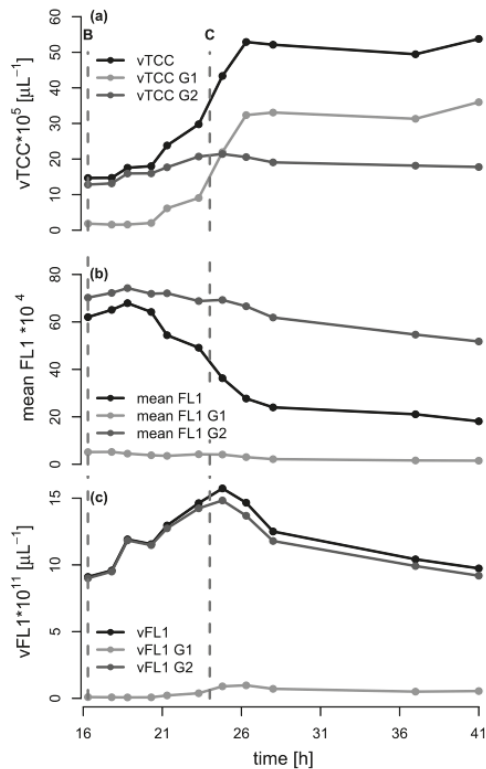 (a)
B
C
vTCC
vTCC G1
vTCC G2
vTCC*10⁵ [µL⁻¹]
60
50
40
30
20
10
0
(b)
mean FL1
mean FL1 G1
mean FL1 G2
mean FL1 *10⁴
80
60
40
20
0
(c)
vFL1
vFL1 G1
vFL1 G2
vFL1*10¹¹ [µL⁻¹]
15
10
5
0
16 21 26 31 36 41
time [h]